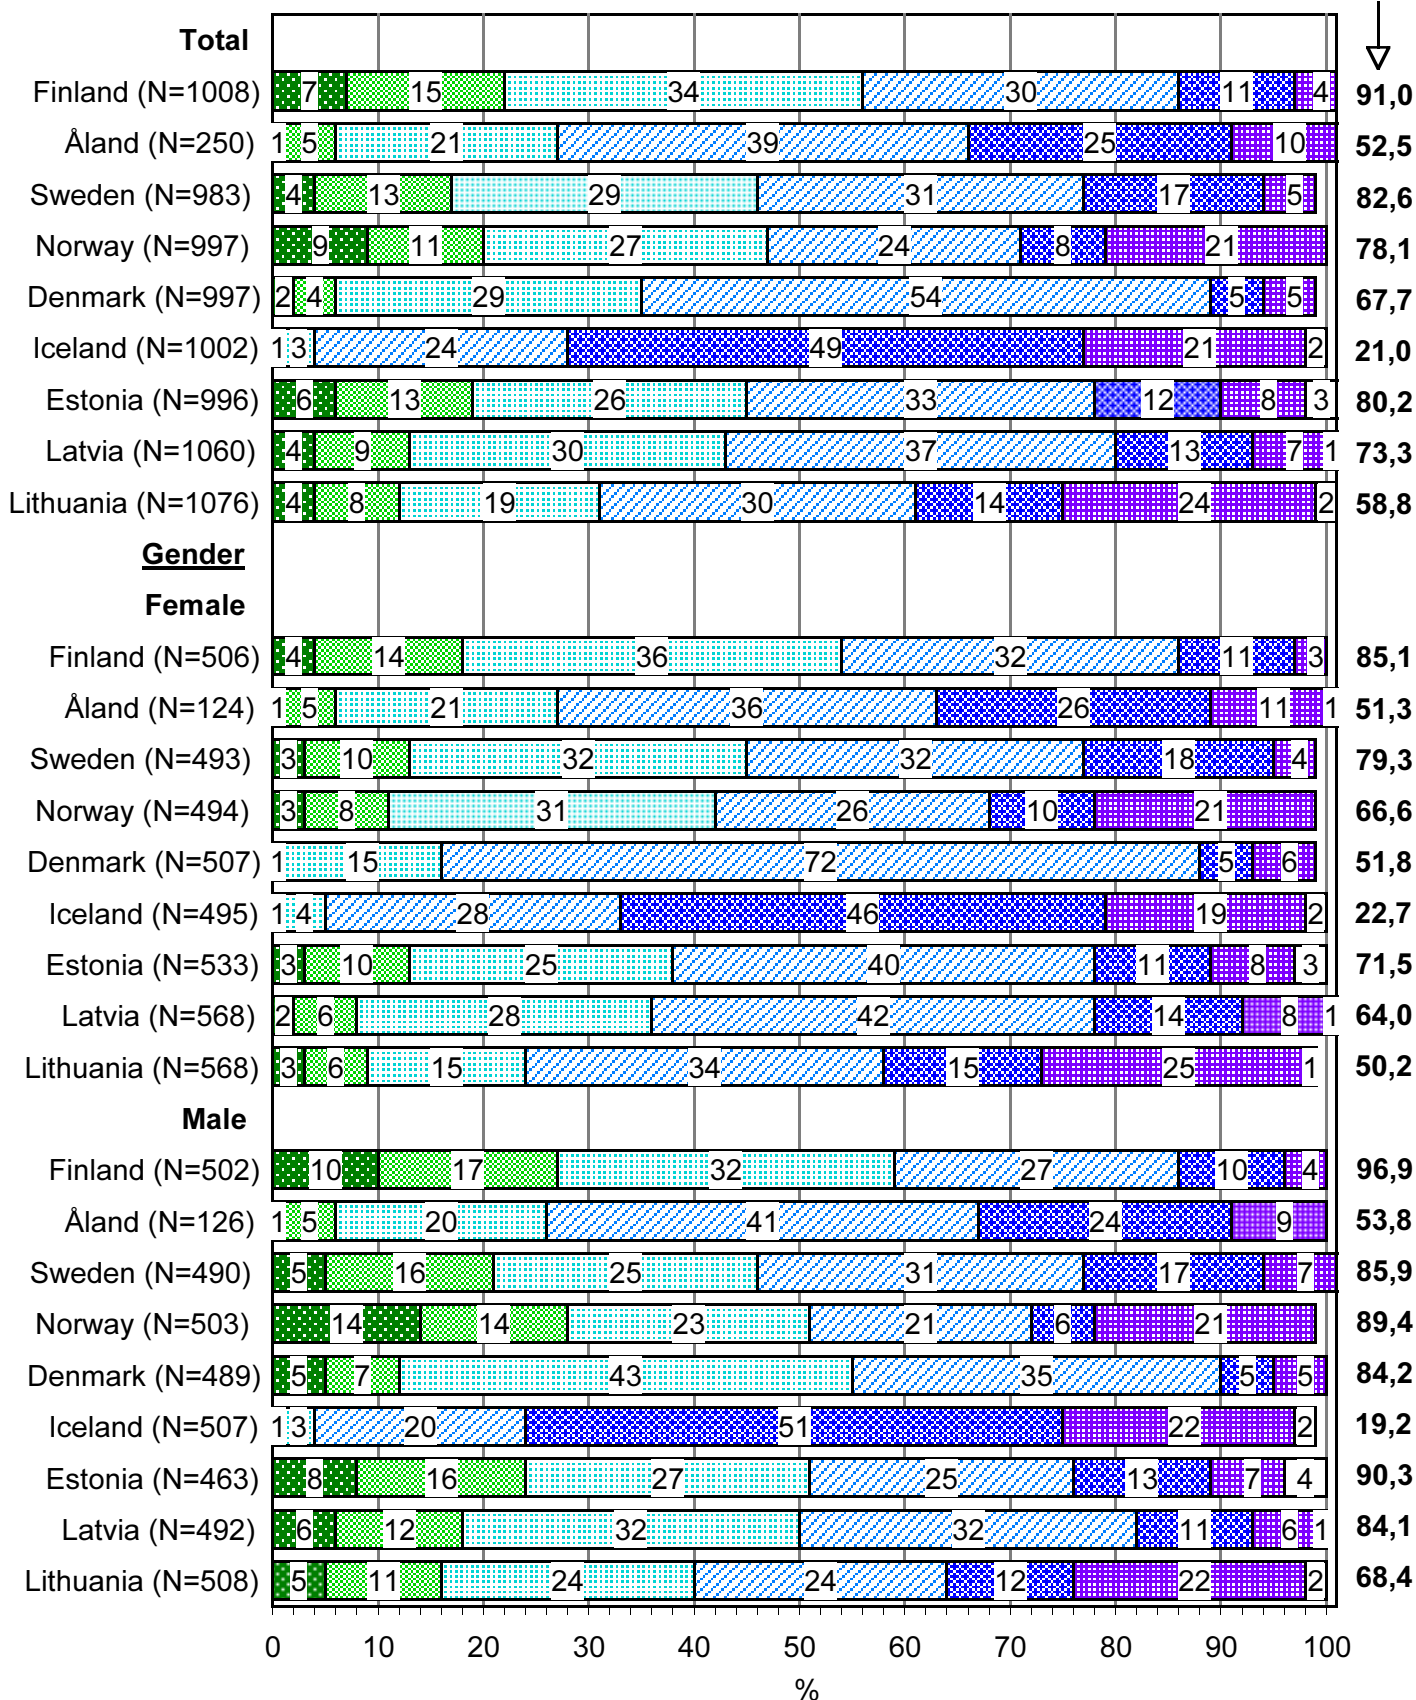 Total
Finland (N=1008) 7 15 34 30 11 4 91,0
Åland (N=250) 1 5 21 39 25 10 52,5
Sweden (N=983) 4 13 29 31 17 5 82,6
Norway (N=997) 9 11 27 24 8 21 78,1
Denmark (N=997) 2 4 29 54 5 5 67,7
Iceland (N=1002) 1 3 24 49 21 2 21,0
Estonia (N=996) 6 13 26 33 12 8 3 80,2
Latvia (N=1060) 4 9 30 37 13 7 1 73,3
Lithuania (N=1076) 4 8 19 30 14 24 2 58,8
Gender
Female
Finland (N=506) 4 14 36 32 11 3 85,1
Åland (N=124) 1 5 21 36 26 11 1 51,3
Sweden (N=493) 3 10 32 32 18 4 79,3
Norway (N=494) 3 8 31 26 10 21 66,6
Denmark (N=507) 1 15 72 5 6 51,8
Iceland (N=495) 1 4 28 46 19 2 22,7
Estonia (N=533) 3 10 25 40 11 8 3 71,5
Latvia (N=568) 2 6 28 42 14 8 1 64,0
Lithuania (N=568) 3 6 15 34 15 25 1 50,2
Male
Finland (N=502) 10 17 32 27 10 4 96,9
Åland (N=126) 1 5 20 41 24 9 53,8
Sweden (N=490) 5 16 25 31 17 7 85,9
Norway (N=503) 14 14 23 21 6 21 89,4
Denmark (N=489) 5 7 43 35 5 5 84,2
Iceland (N=507) 1 3 20 51 22 2 19,2
Estonia (N=463) 8 16 27 25 13 7 4 90,3
Latvia (N=492) 6 12 32 32 11 6 1 84,1
Lithuania (N=508) 5 11 24 24 12 22 2 68,4
0 10 20 30 40 50 60 70 80 90 100
%